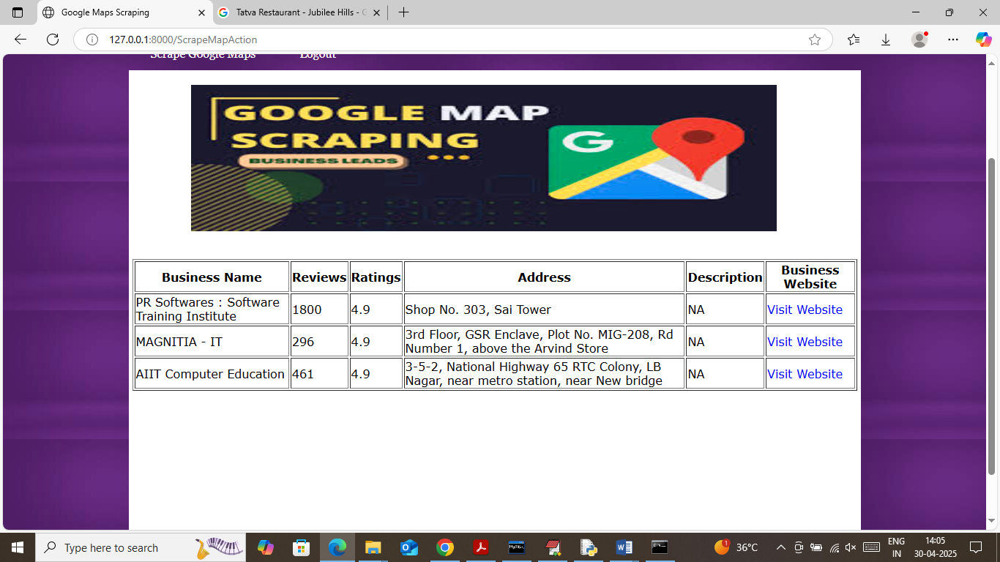 Google Maps Scraping
Tatva Restaurant - Jubilee Hills - G
127.0.0.1:8000/ScrapeMapAction
Scrape Google Maps Logout
GOOGLE MAP
SCRAPING
BUSINESS LEADS
G
Business Name Reviews Ratings Address Description Business Website
PR Softwares : Software Training Institute 1800 4.9 Shop No. 303, Sai Tower NA Visit Website
MAGNITIA - IT 296 4.9 3rd Floor, GSR Enclave, Plot No. MIG-208, Rd Number 1, above the Arvind Store NA Visit Website
AIIT Computer Education 461 4.9 3-5-2, National Highway 65 RTC Colony, LB Nagar, near metro station, near New bridge NA Visit Website
Type here to search
1
36°C
ENG
IN
14:05
30-04-2025